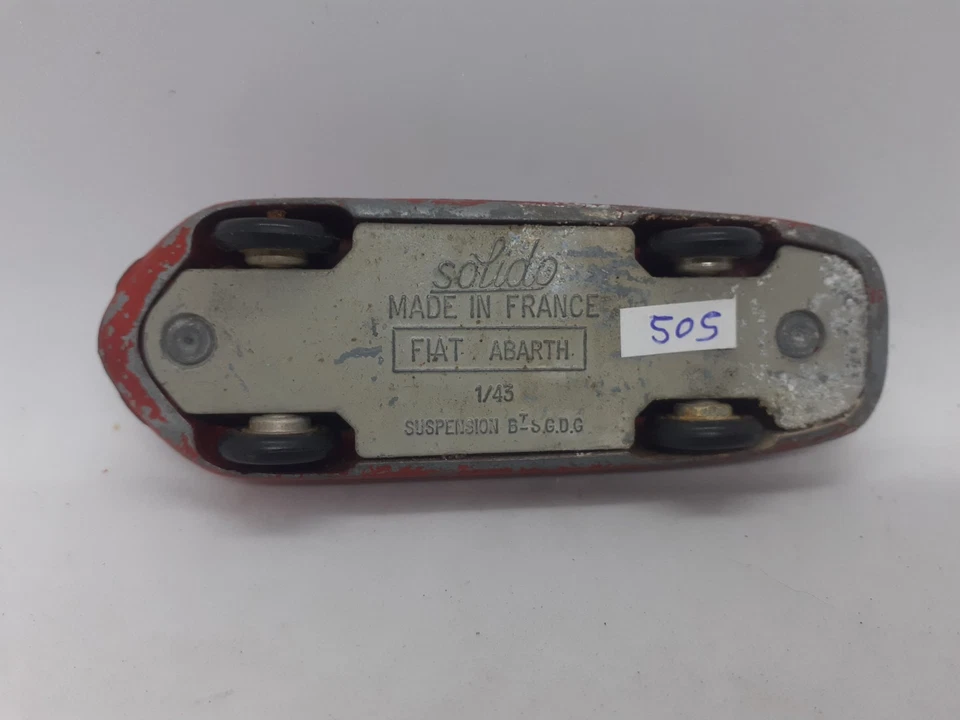 solido
MADE IN FRANCE
FIAT ABARTH
505
1/43
SUSPENSION BT S.G.D.G